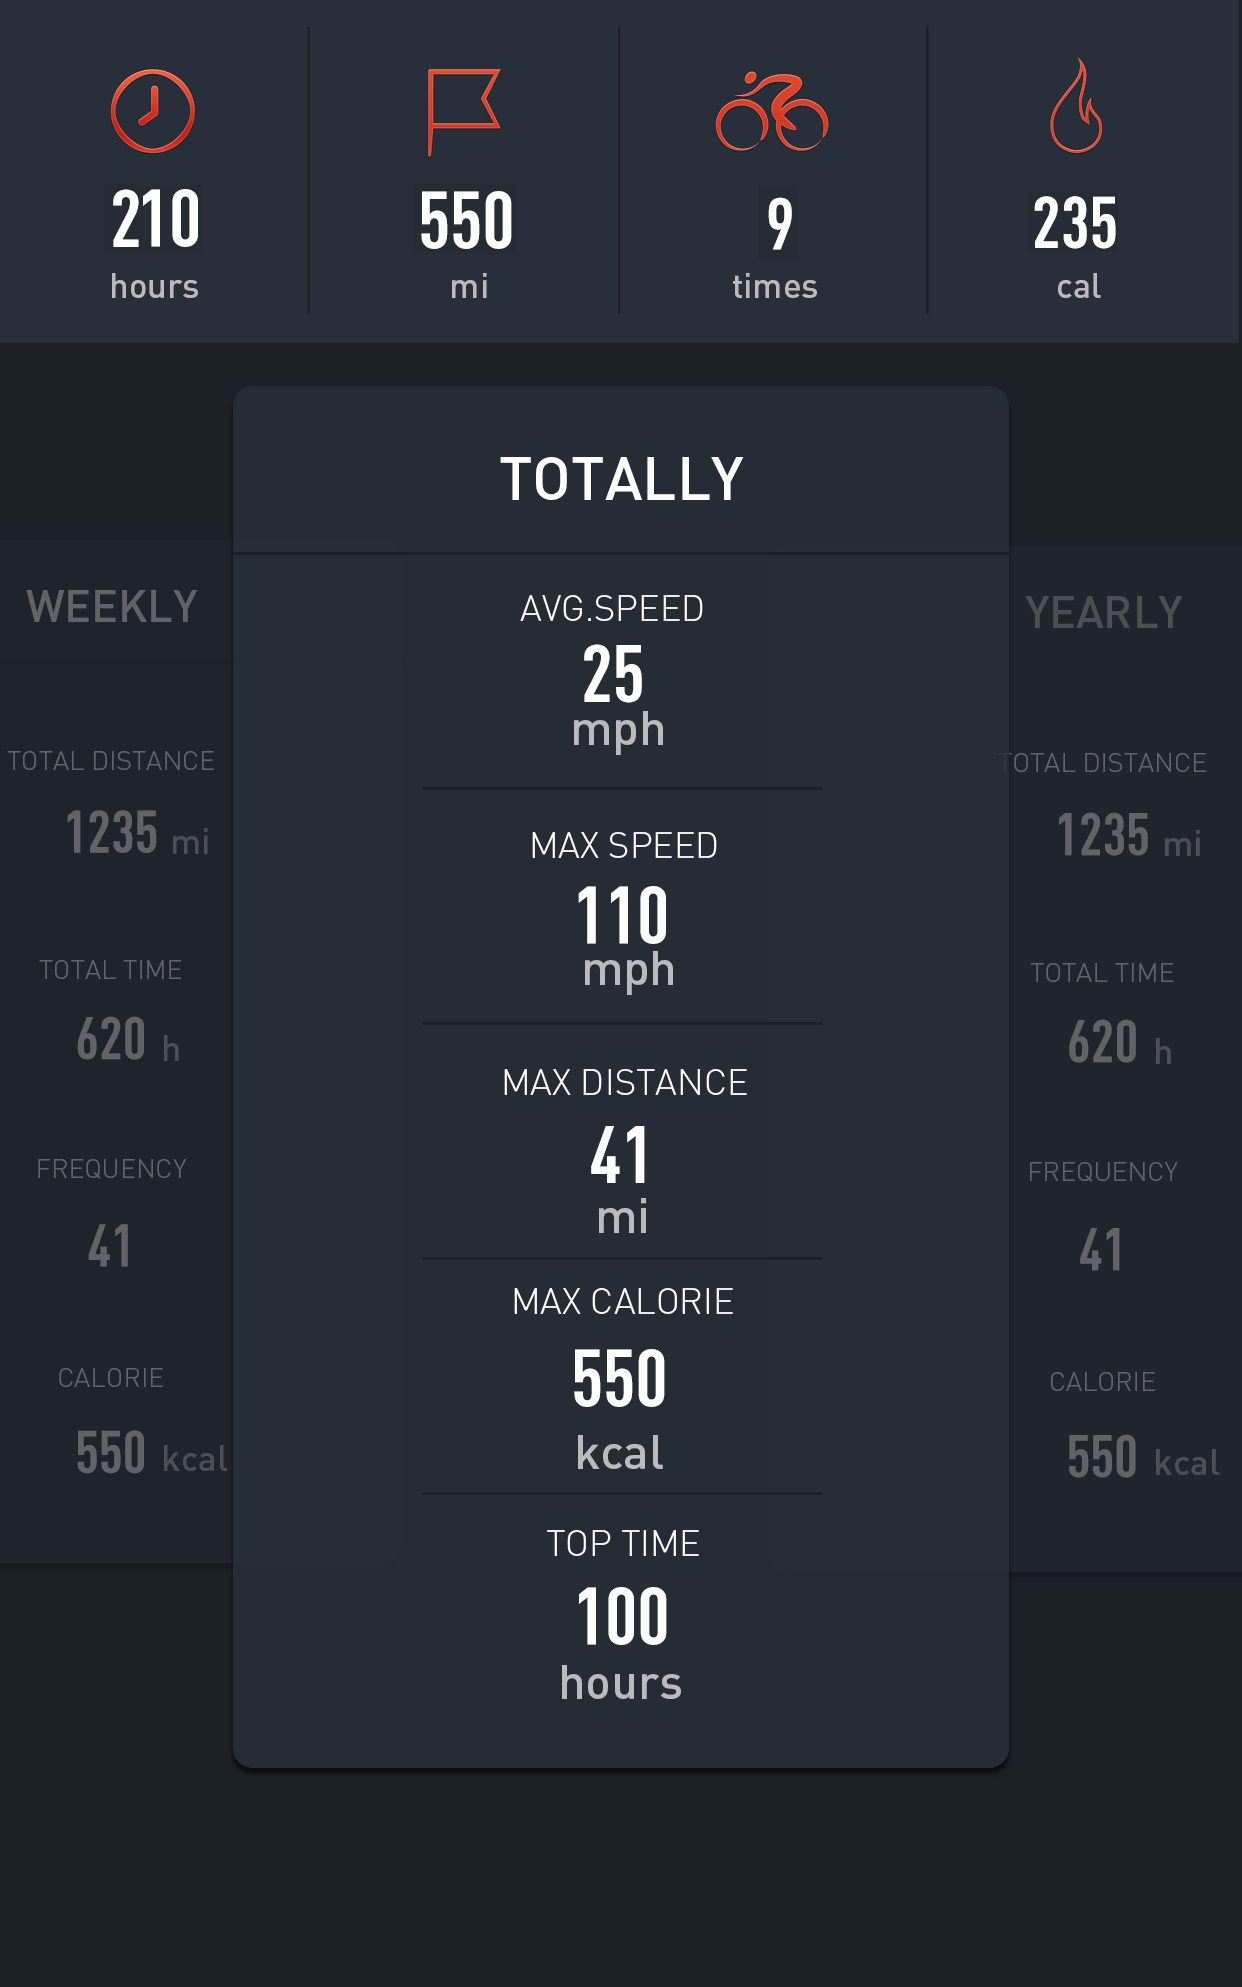 210
hours
550
mi
9
times
235
cal
TOTALLY
AVG.SPEED
25
mph
MAX SPEED
110
mph
MAX DISTANCE
41
mi
MAX CALORIE
550
kcal
TOP TIME
100
hours
WEEKLY
TOTAL DISTANCE
1235 mi
TOTAL TIME
620 h
FREQUENCY
41
CALORIE
550 kcal
YEARLY
TOTAL DISTANCE
1235 mi
TOTAL TIME
620 h
FREQUENCY
41
CALORIE
550 kcal